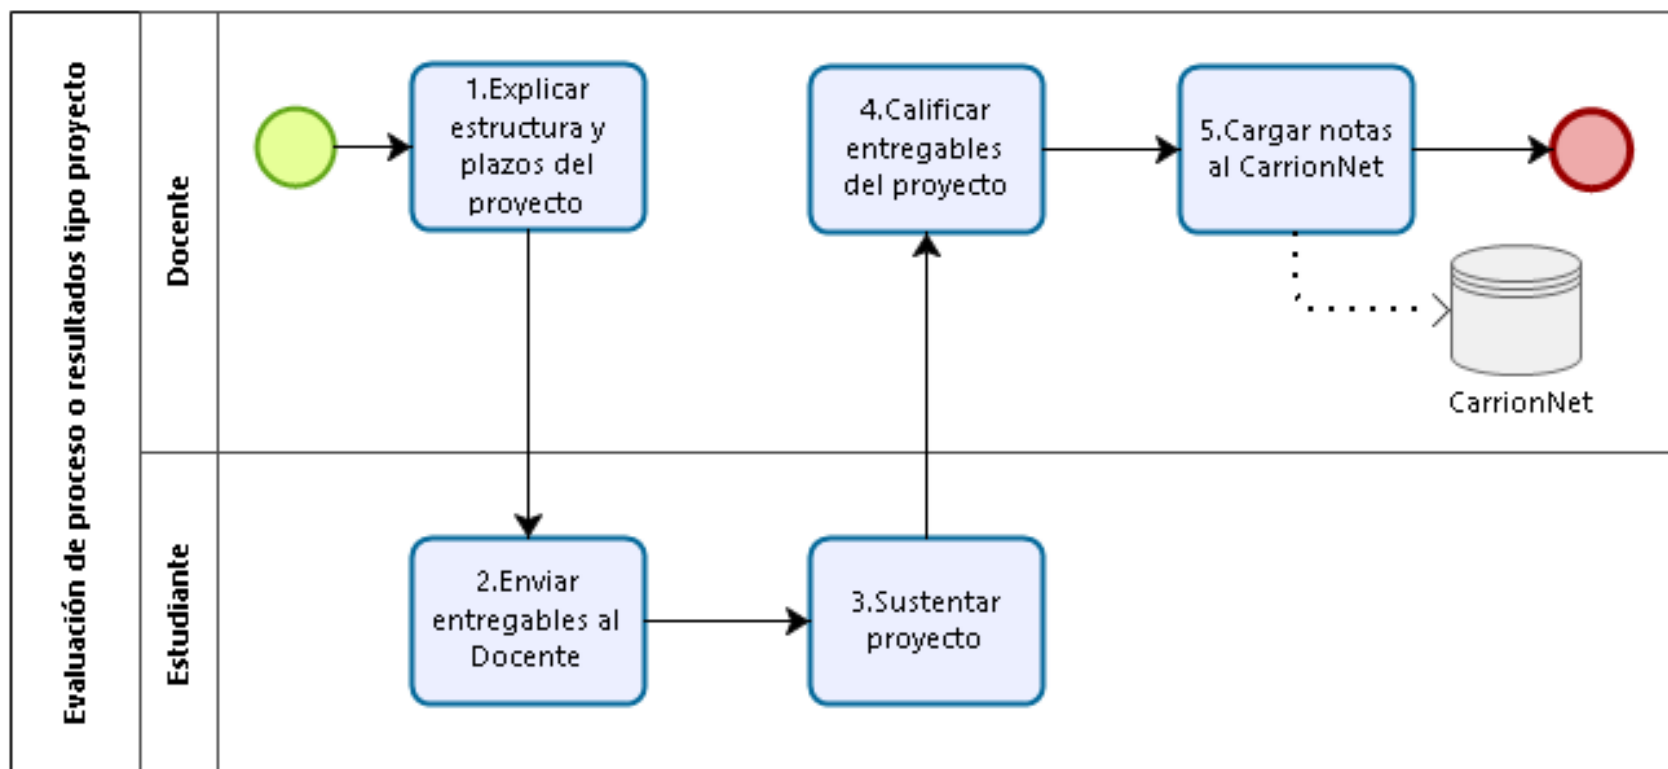 Evaluación de proceso o resultados tipo proyecto
Docente
1.Explicar
estructura y
plazos del
proyecto
4.Calificar
entregables
del proyecto
5.Cargar notas
al CarrionNet
CarrionNet
Estudiante
2.Enviar
entregables al
Docente
3.Sustentar
proyecto